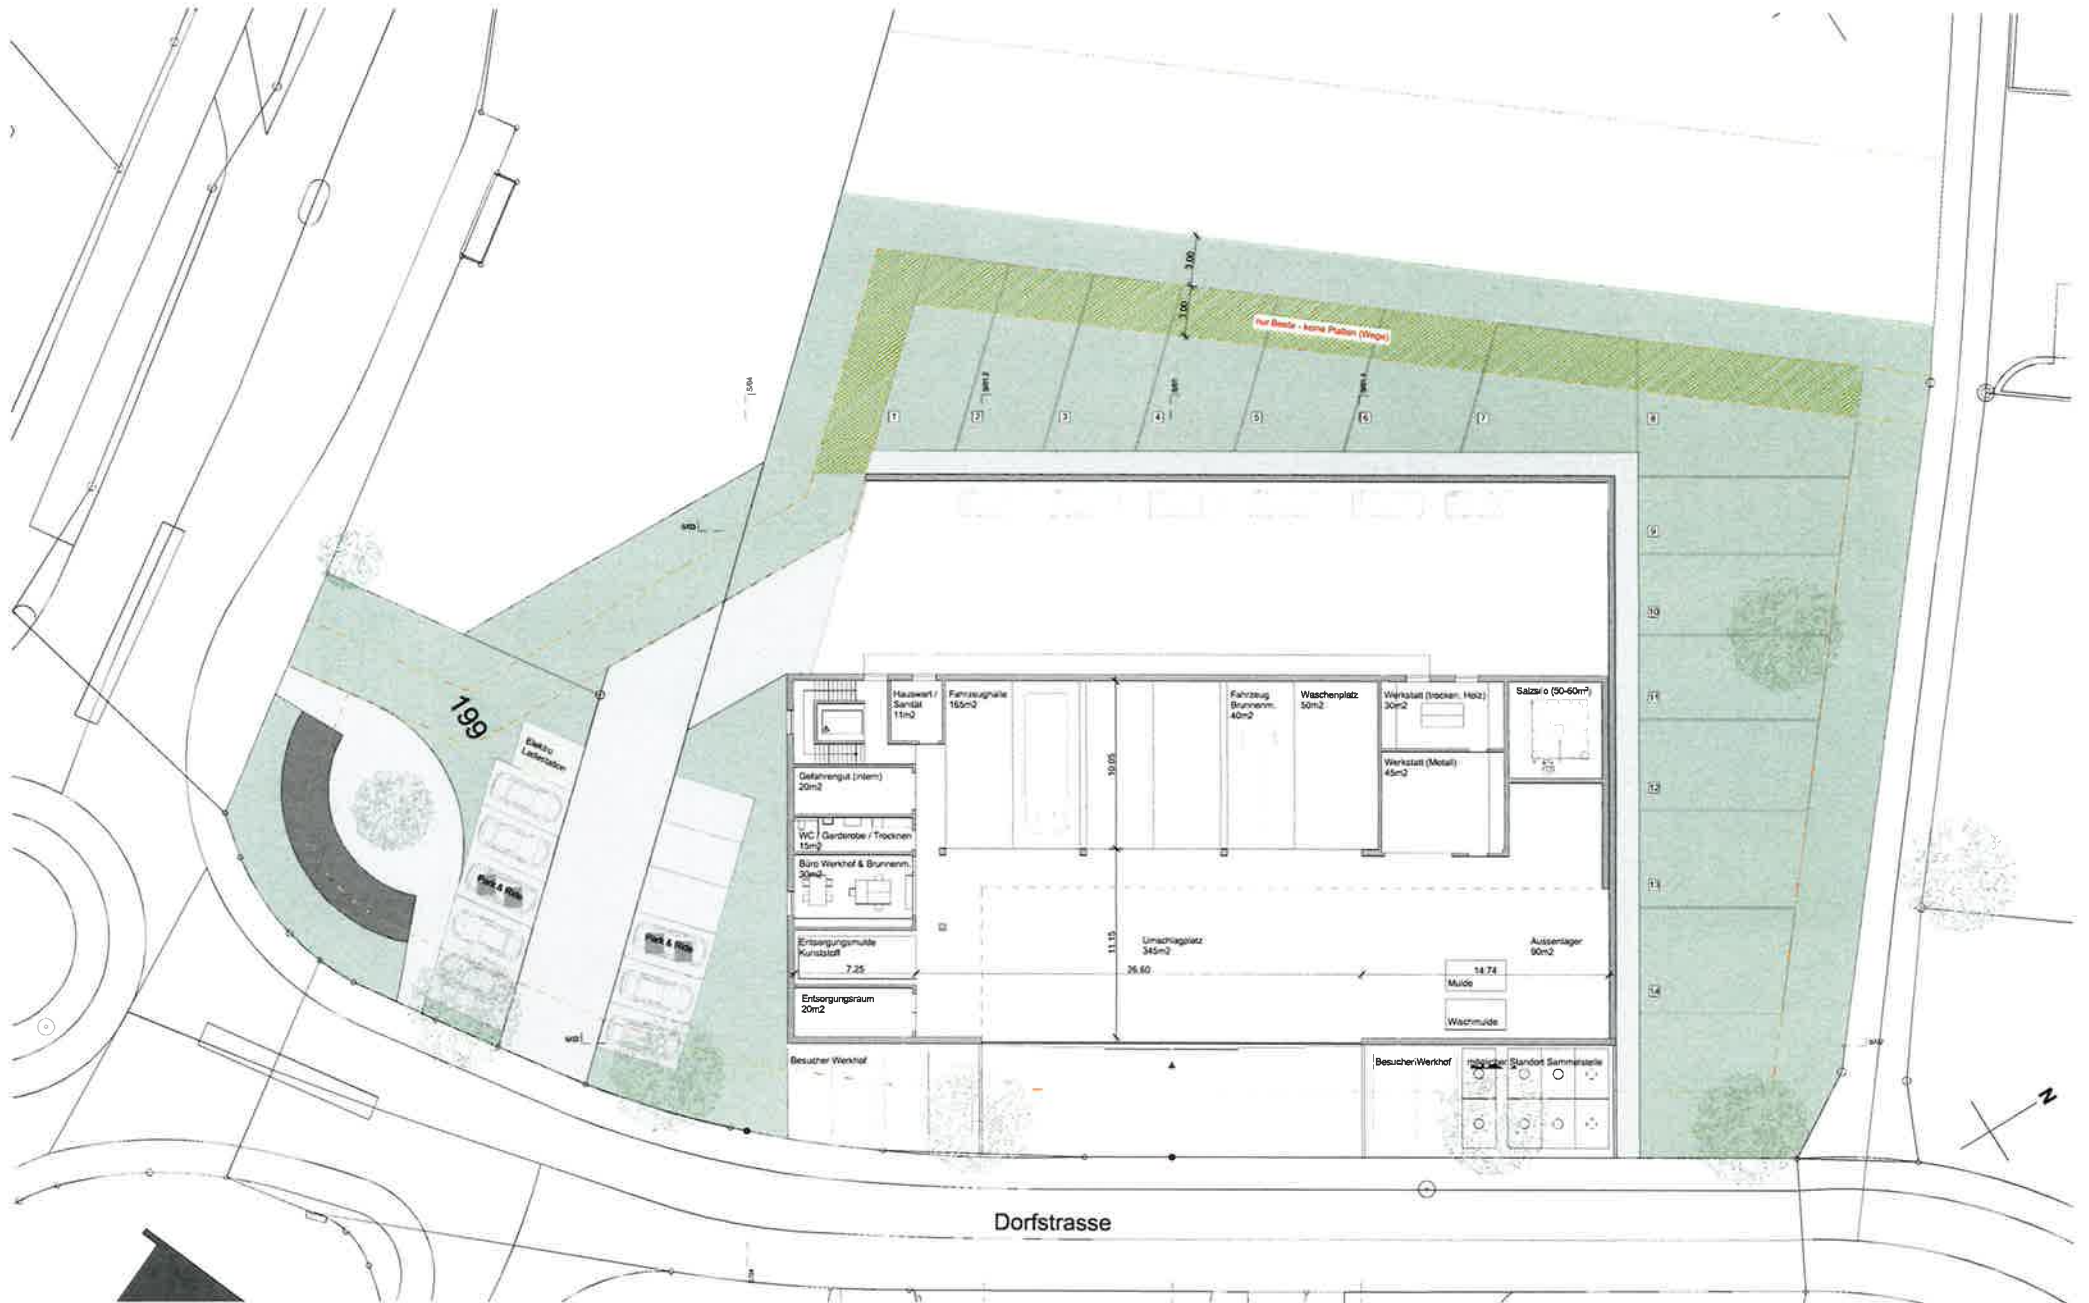 3.00
3.00
nur Beete - keine Platten (Wege)
S/04
1
2
3
4
5
6
7
8
9
10
11
12
13
14
199
Elektro
Ladestation
Park & Ride
Park & Ride
Hauswart /
Sanität
11m2
Fahrzeughalle
165m2
Fahrzeug
Brunnenm.
40m2
Waschenplatz
50m2
Werkstatt (trocken, Holz)
30m2
Salzsilo (50-60m³)
Werkstatt (Metall)
45m2
Gefahrengut (intern)
20m2
WC / Garderobe / Trocknen
15m2
Büro Werkhof & Brunnenm.
30m2
Entsorgungsmulde
Kunststoff
Entsorgungsraum
20m2
10.05
11.15
7.25
26.60
14.74
Umschlagplatz
345m2
Aussenlager
90m2
Mulde
Wischmulde
Besucher Werkhof
Besucher Werkhof
möglicher Standort Sammelstelle
N
Dorfstrasse